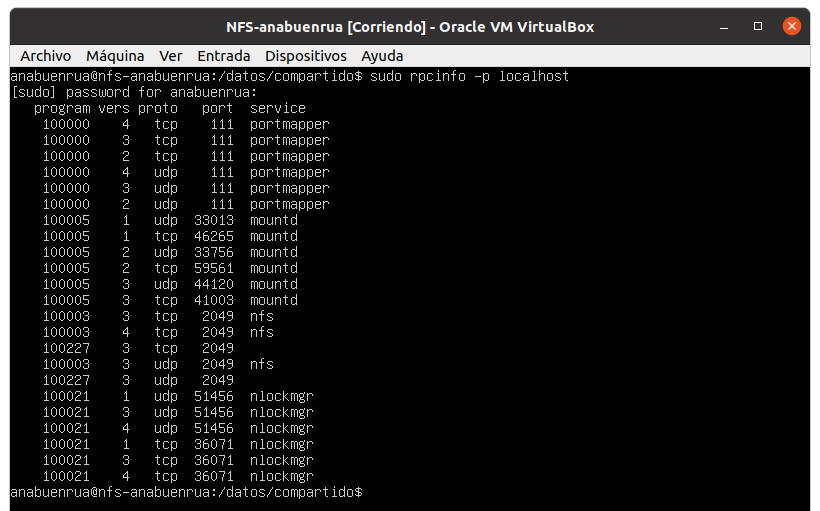 NFS-anabuenrua [Corriendo] - Oracle VM VirtualBox
Archivo Máquina Ver Entrada Dispositivos Ayuda
anabuenrua@nfs-anabuenrua:/datos/compartido$ sudo rpcinfo -p localhost
[sudo] password for anabuenrua:
   program vers proto   port  service
    100000    4   tcp    111  portmapper
    100000    3   tcp    111  portmapper
    100000    2   tcp    111  portmapper
    100000    4   udp    111  portmapper
    100000    3   udp    111  portmapper
    100000    2   udp    111  portmapper
    100005    1   udp  33013  mountd
    100005    1   tcp  46265  mountd
    100005    2   udp  33756  mountd
    100005    2   tcp  59561  mountd
    100005    3   udp  44120  mountd
    100005    3   tcp  41003  mountd
    100003    3   tcp   2049  nfs
    100003    4   tcp   2049  nfs
    100227    3   tcp   2049
    100003    3   udp   2049  nfs
    100227    3   udp   2049
    100021    1   udp  51456  nlockmgr
    100021    3   udp  51456  nlockmgr
    100021    4   udp  51456  nlockmgr
    100021    1   tcp  36071  nlockmgr
    100021    3   tcp  36071  nlockmgr
    100021    4   tcp  36071  nlockmgr
anabuenrua@nfs-anabuenrua:/datos/compartido$